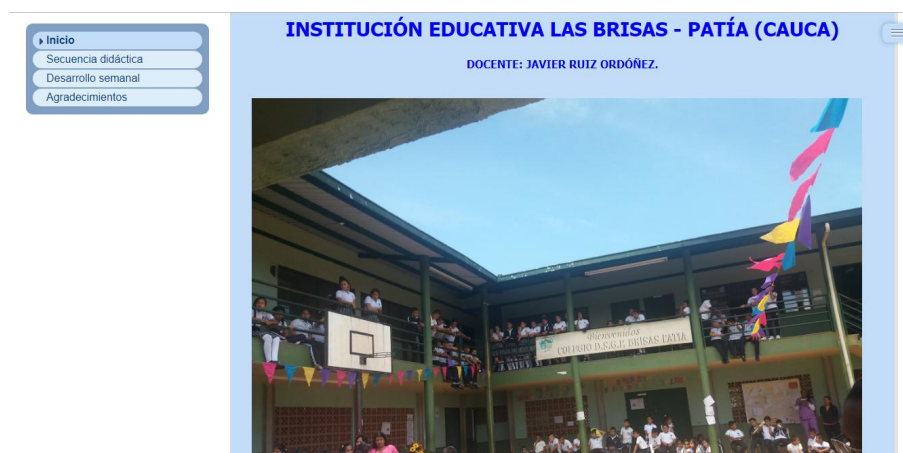 Inicio
Secuencia didáctica
Desarrollo semanal
Agradecimientos
INSTITUCIÓN EDUCATIVA LAS BRISAS - PATÍA (CAUCA)
DOCENTE: JAVIER RUIZ ORDÓÑEZ.
Bienvenidos
COLEGIO D.S.G.P. BRISAS PATIA